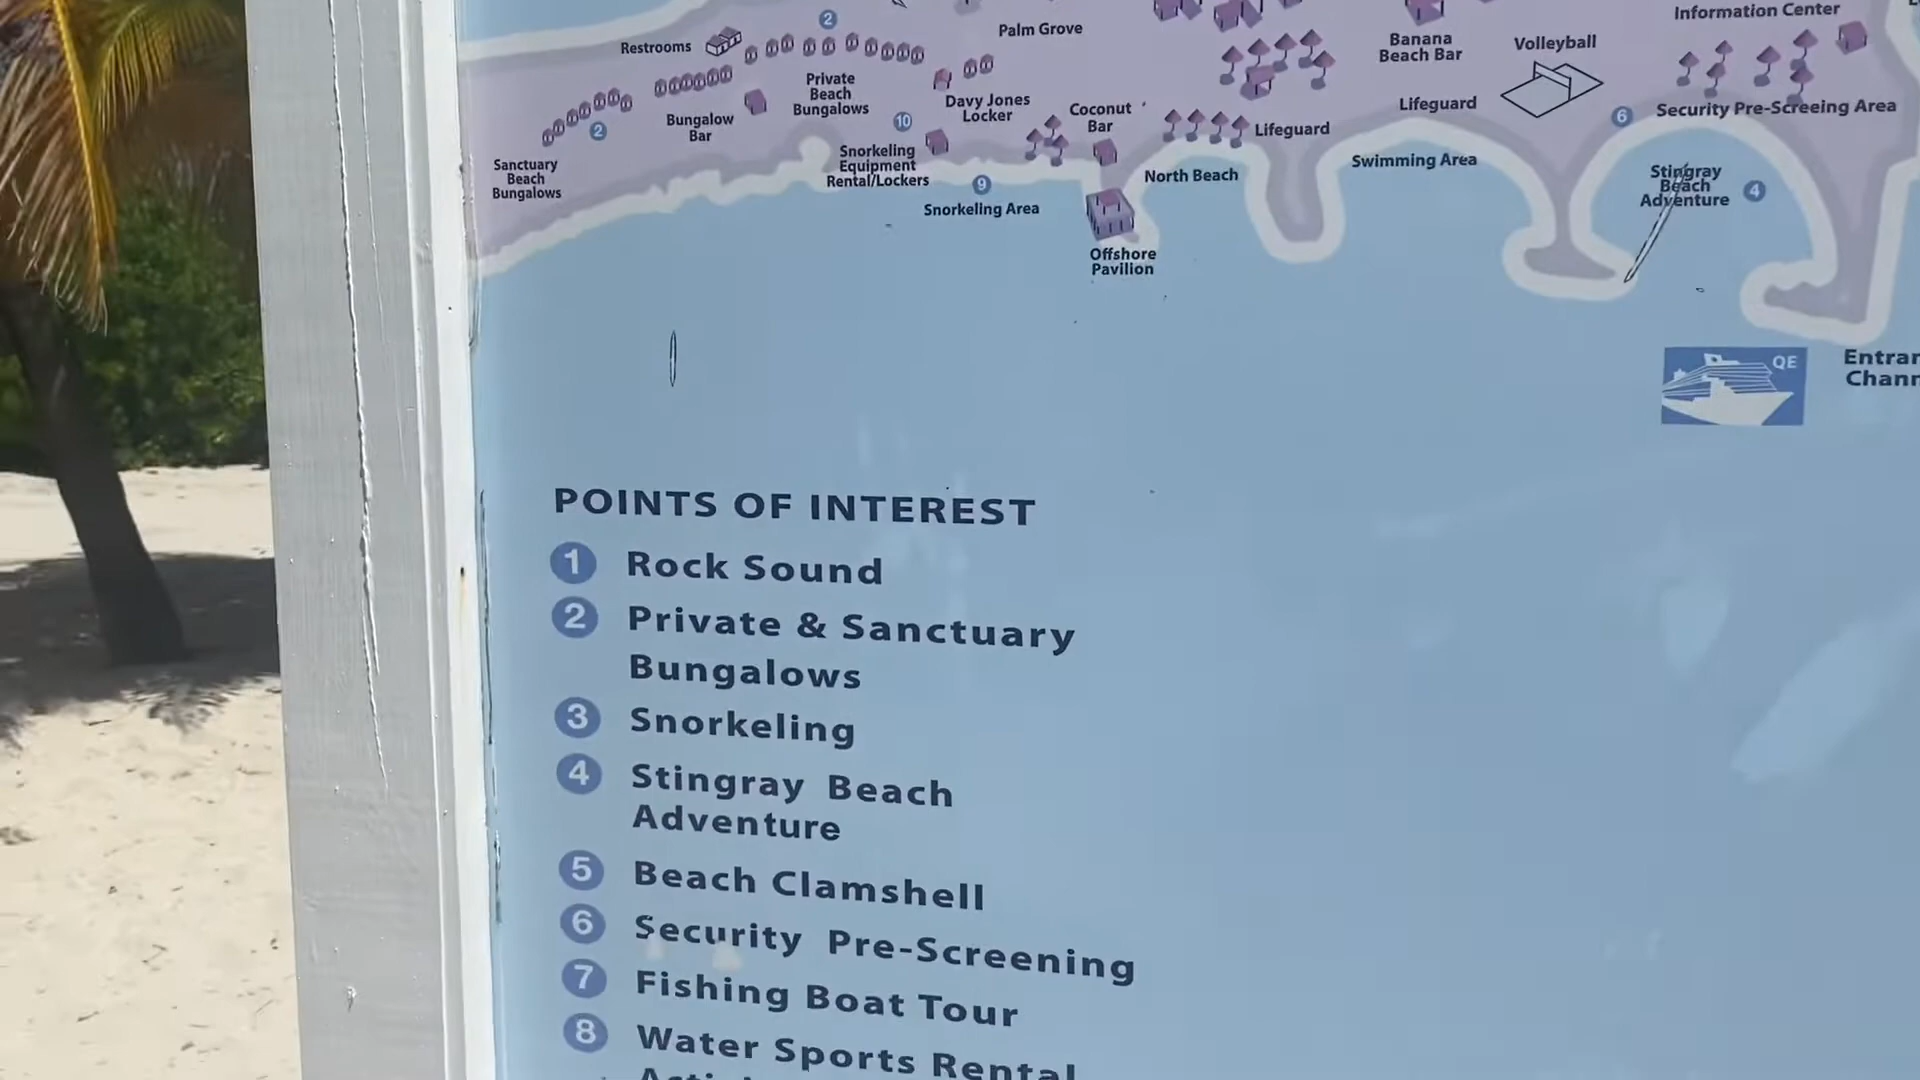 Information Center
2
Palm Grove
Restrooms
Banana
Beach Bar
Volleyball
Private
Beach
Bungalows
Davy Jones
Locker
Coconut
Bar
Lifeguard
Security Pre-Screeing Area
6
2
Bungalow
Bar
10
Lifeguard
Snorkeling
Equipment
Rental/Lockers
Swimming Area
Sanctuary
Beach
Bungalows
North Beach
Stingray
Beach
Adventure
4
9
Snorkeling Area
Offshore
Pavilion
QE
POINTS OF INTEREST
1 Rock Sound
2 Private & Sanctuary
Bungalows
3 Snorkeling
4 Stingray Beach
Adventure
5 Beach Clamshell
6 Security Pre-Screening
7 Fishing Boat Tour
8 Water Sports Rental